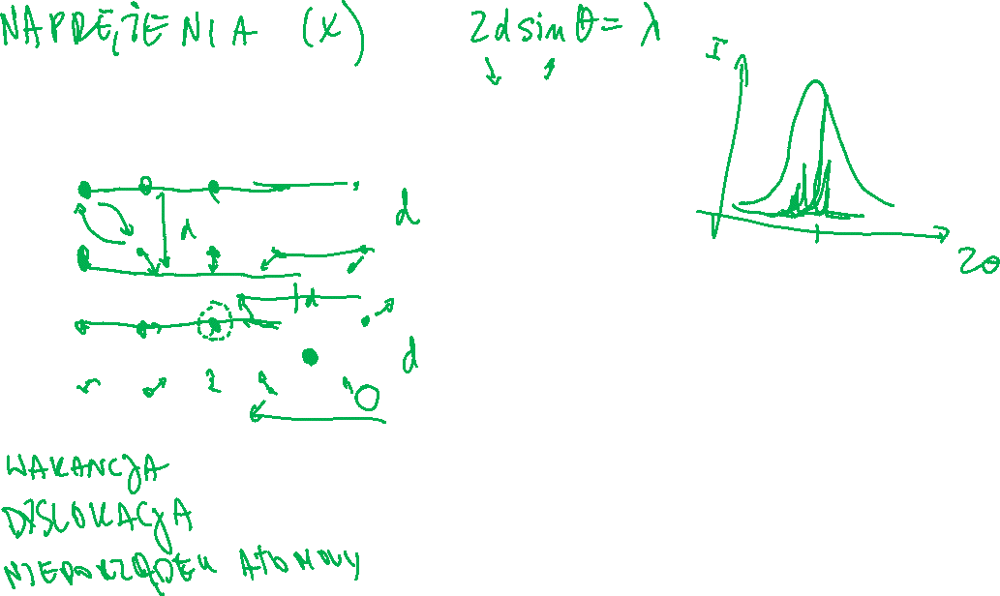 NAPRĘŻENIA (X)
2d sin θ = λ
I
2θ
d
d
d
d
WAKANCJA
DYSLOKACJA
NIEPORZĄDEK ATOMOWY